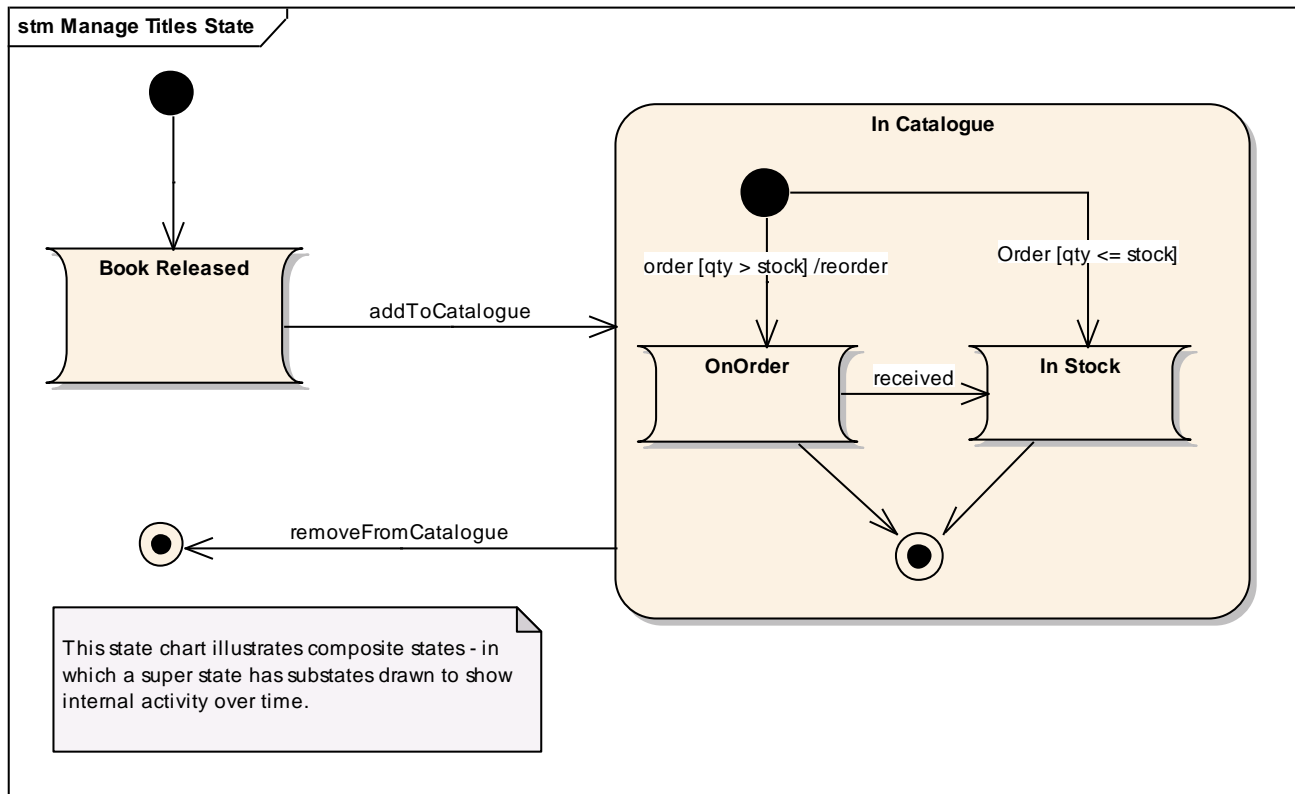 stm Manage Titles State
In Catalogue
Book Released
order [qty > stock] /reorder
Order [qty <= stock]
addToCatalogue
OnOrder
received
In Stock
removeFromCatalogue
This state chart illustrates composite states - in
which a super state has substates drawn to show
internal activity over time.